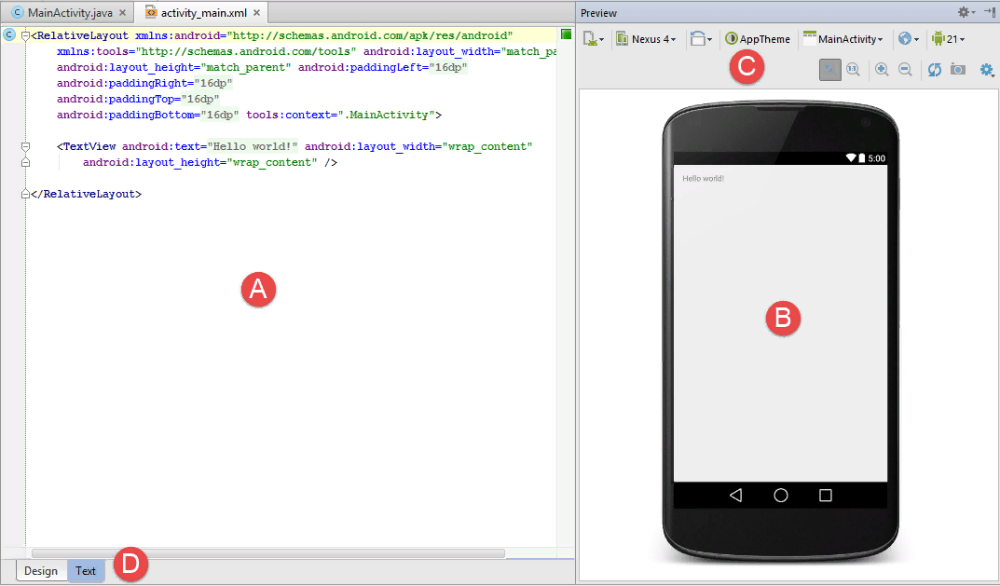 C MainActivity.java × activity_main.xml ×
Preview
C <RelativeLayout xmlns:android="http://schemas.android.com/apk/res/android"
xmlns:tools="http://schemas.android.com/tools" android:layout_width="match_pa
android:layout_height="match_parent" android:paddingLeft="16dp"
android:paddingRight="16dp"
android:paddingTop="16dp"
android:paddingBottom="16dp" tools:context=".MainActivity">
<TextView android:text="Hello world!" android:layout_width="wrap_content"
android:layout_height="wrap_content" />
</RelativeLayout>
A
Design Text D
Nexus 4 AppTheme MainActivity 21
C 1:1
5:00
Hello world!
B